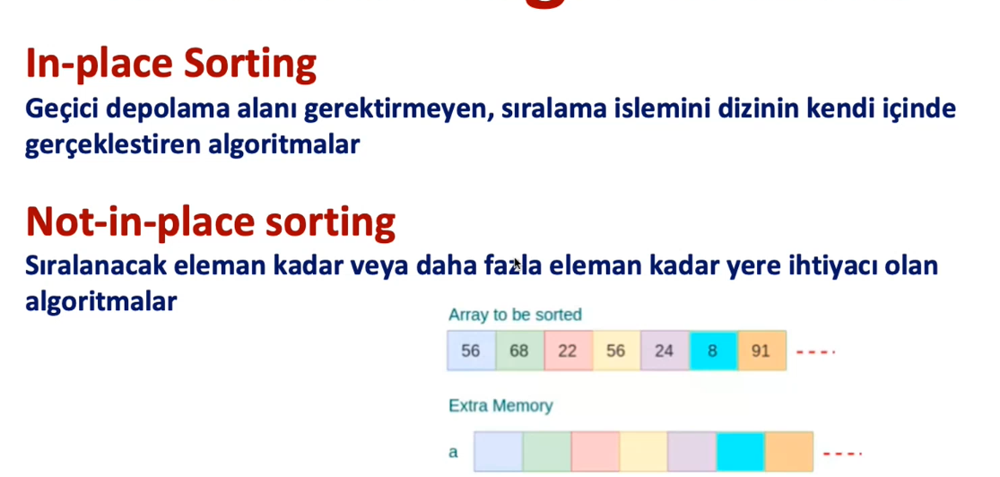 In-place Sorting
Geçici depolama alanı gerektirmeyen, sıralama islemini dizinin kendi içinde
gerçeklestiren algoritmalar
Not-in-place sorting
Sıralanacak eleman kadar veya daha fazla eleman kadar yere ihtiyacı olan
algoritmalar
Array to be sorted
56 68 22 56 24 8 91
Extra Memory
a